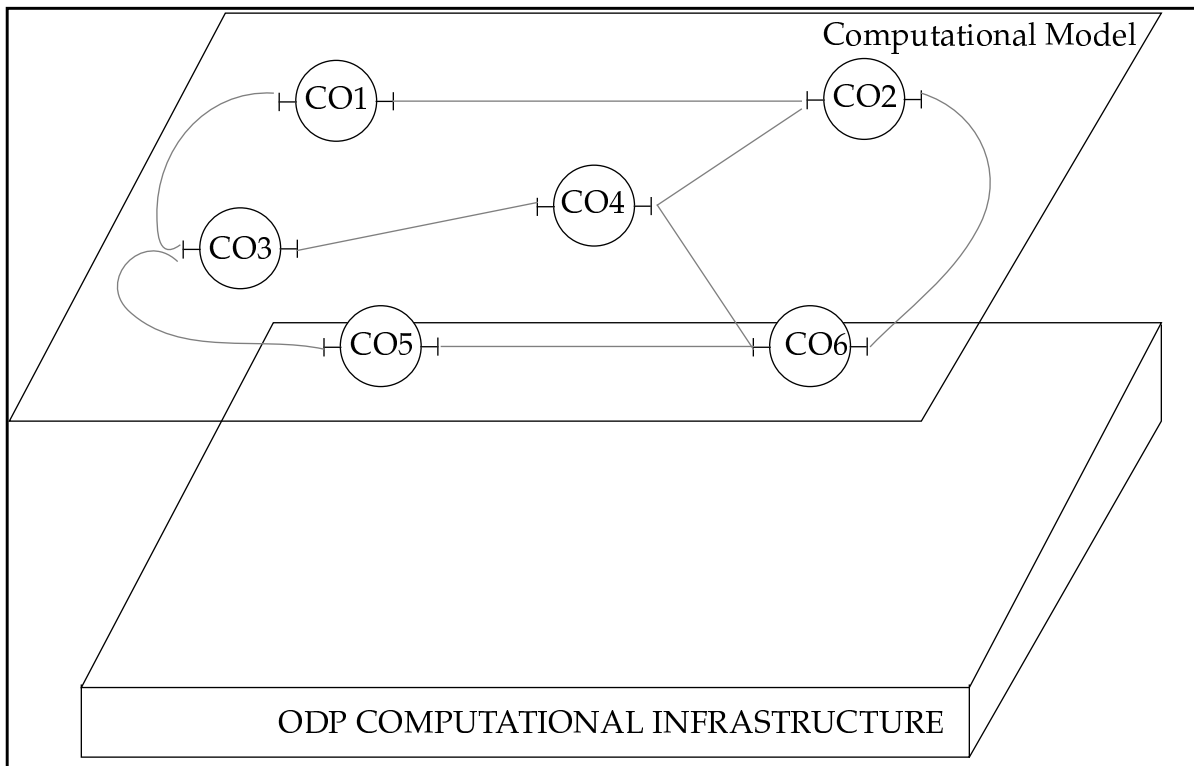 Computational Model
CO1
CO2
CO4
CO3
CO5
CO6
ODP COMPUTATIONAL INFRASTRUCTURE